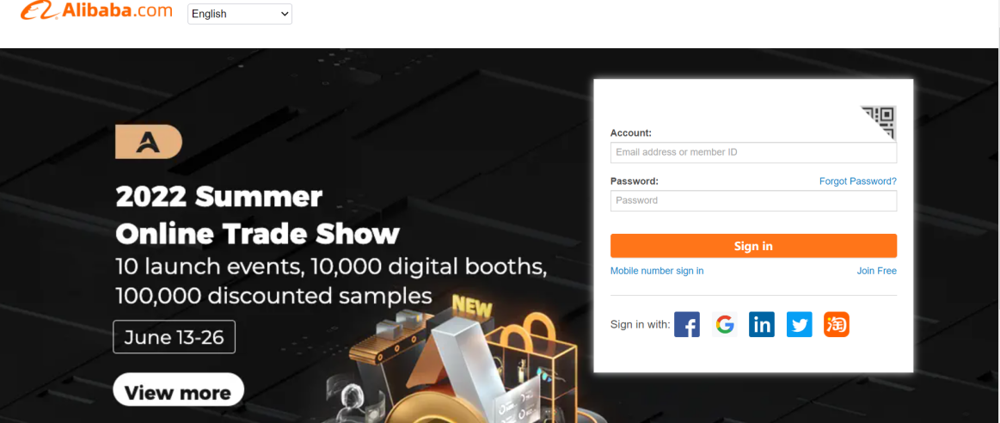 Alibaba.com
English
A
2022 Summer
Online Trade Show
10 launch events, 10,000 digital booths,
100,000 discounted samples
NEW
June 13-26
View more
Account:
Email address or member ID
Password:
Forgot Password?
Password
Sign in
Mobile number sign in
Join Free
Sign in with:
f
G
in
淘